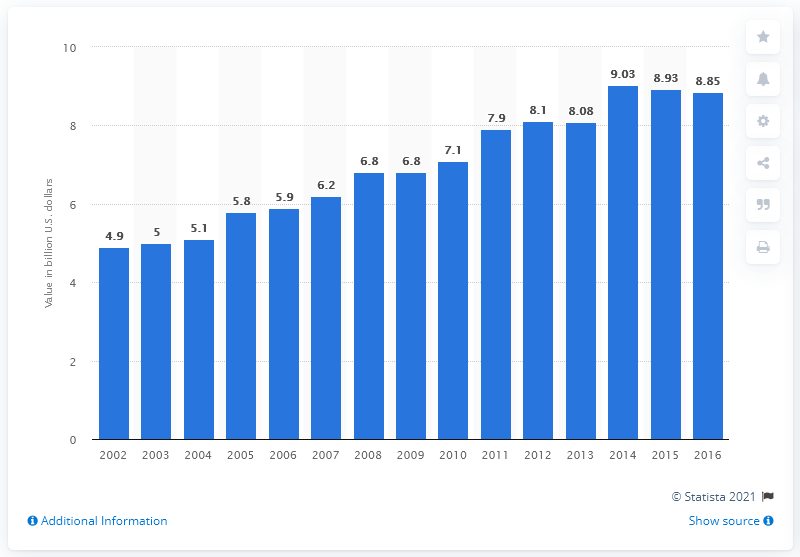 Value in billion U.S. dollars
10
8
6
4
2
0
4.9 5 5.1 5.8 5.9 6.2 6.8 6.8 7.1 7.9 8.1 8.08 9.03 8.93 8.85
2002 2003 2004 2005 2006 2007 2008 2009 2010 2011 2012 2013 2014 2015 2016
© Statista 2021
Additional Information
Show source